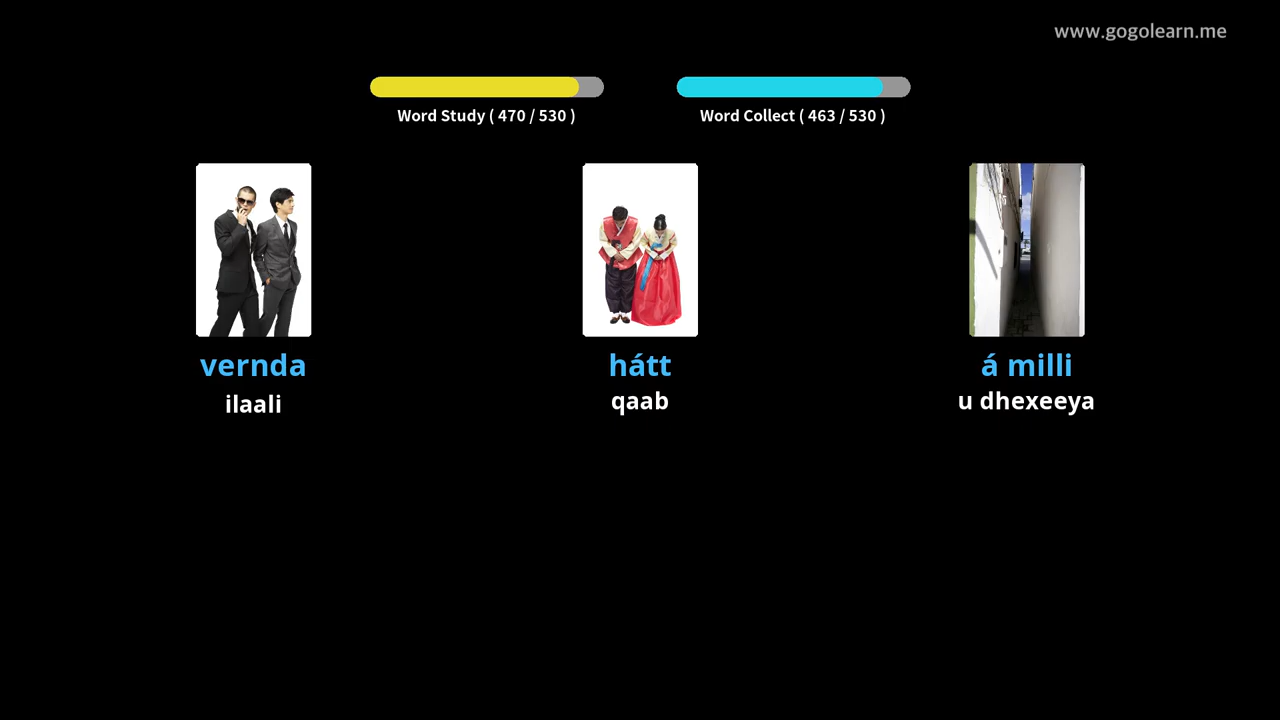 www.gogolearn.me
Word Study ( 470 / 530 )
Word Collect ( 463 / 530 )
vernda
hátt
á milli
ilaali
qaab
u dhexeeya